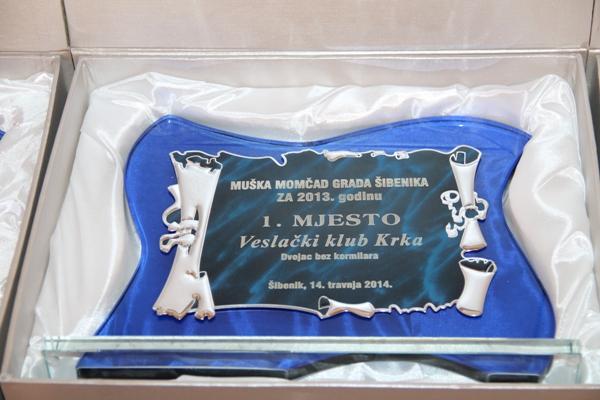 MUŠKA MOMČAD GRADA ŠIBENIKA
ZA 2013. godinu
1. MJESTO
Veslački klub Krka
Dvojac bez kormilara
Šibenik, 14. travnja 2014.